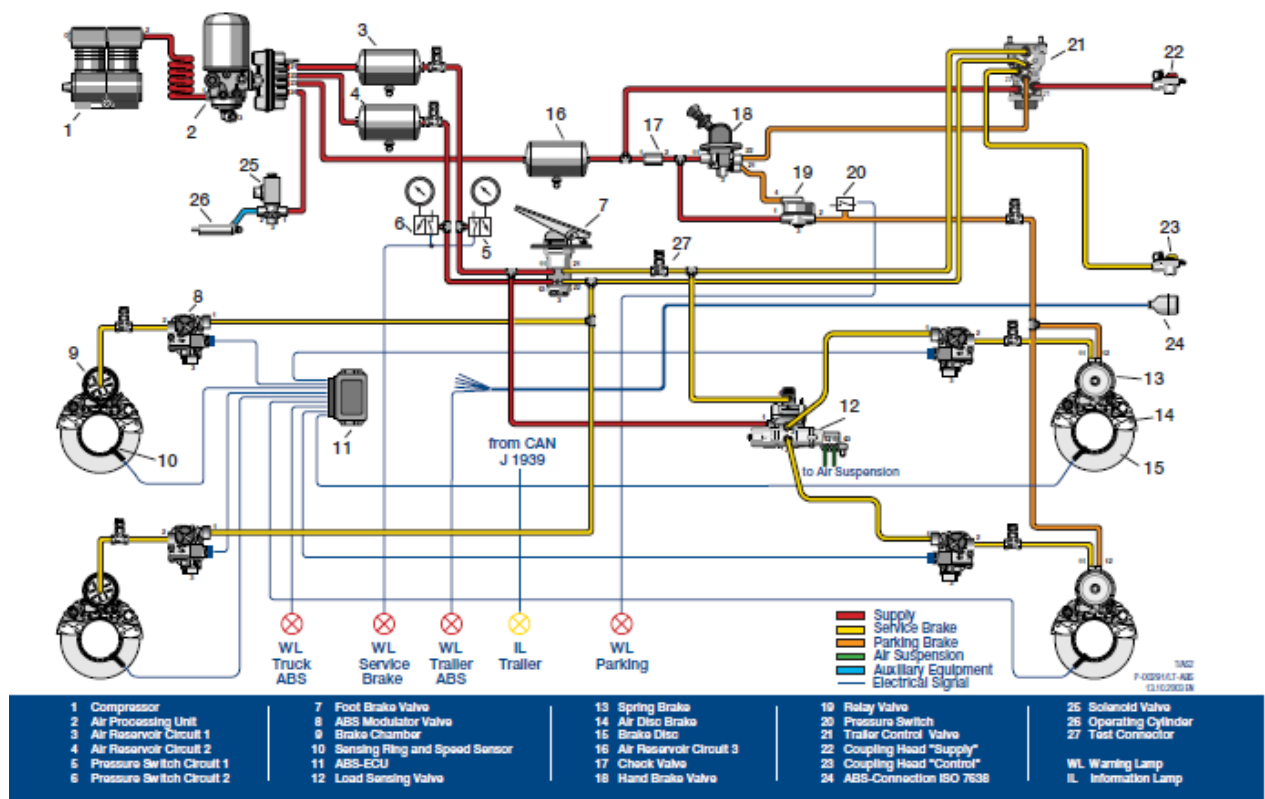 3
21
22
1
2
4
16
17
18
25
19
20
26
6
5
7
27
23
8
24
9
13
12
14
11
from CAN
J 1939
10
to Air Suspension
15
WL
Truck
ABS
WL
Service
Brake
WL
Trailer
ABS
IL
Trailer
WL
Parking
Supply
Service Brake
Parking Brake
Air Suspension
Auxiliary Equipment
Electrical Signal
13.10.2003 EN
1 Compressor
2 Air Processing Unit
3 Air Reservoir Circuit 1
4 Air Reservoir Circuit 2
5 Pressure Switch Circuit 1
6 Pressure Switch Circuit 2
7 Foot Brake Valve
8 ABS Modulator Valve
9 Brake Chamber
10 Sensing Ring and Speed Sensor
11 ABS-ECU
12 Load Sensing Valve
13 Spring Brake
14 Air Disc Brake
15 Brake Disc
16 Air Reservoir Circuit 3
17 Check Valve
18 Hand Brake Valve
19 Relay Valve
20 Pressure Switch
21 Trailer Control Valve
22 Coupling Head "Supply"
23 Coupling Head "Control"
24 ABS-Connection ISO 7638
25 Solenoid Valve
26 Operating Cylinder
27 Test Connector
WL Warning Lamp
IL Information Lamp